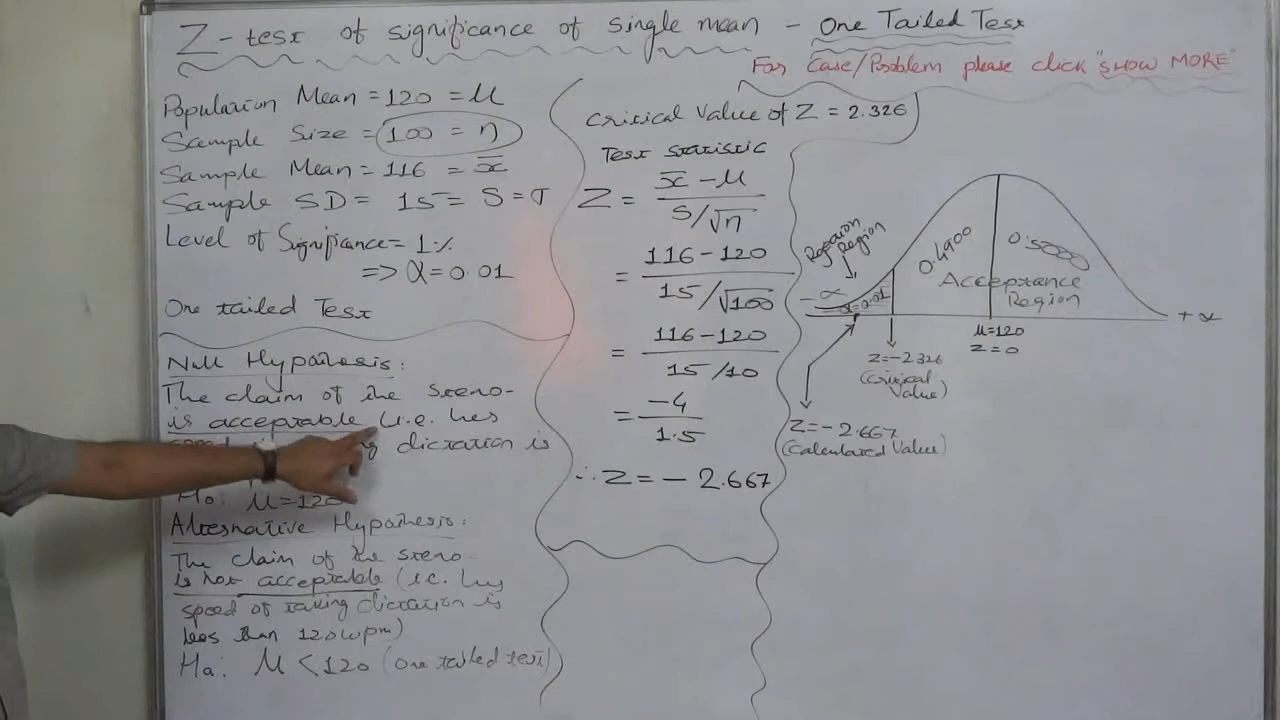 Z-test of significance of single mean - One Tailed Test
For Case/Problem please click "SHOW MORE"
Population Mean = 120 = μ
Sample Size = 100 = n
Sample Mean = 116 = x̄
Sample SD = 15 = S = σ
Level of Significance = 1%
=> α = 0.01
One tailed Test
Null Hypothesis:
The claim of the steno-
is acceptable (i.e. his
dictation is
H₀: μ = 120
Alternative Hypothesis:
The claim of the steno
is not acceptable (i.e. his
speed of taking dictation is
less than 120 wpm)
Ha: μ < 120 (One tailed test)
Critical Value of Z = 2.326
Test Statistic
Z = x̄ - μ
S/√n
= 116 - 120
15/√100
= 116 - 120
15/10
= -4
1.5
∴ Z = - 2.667
Rejection
Region
0.4900
0.5000
Acceptance
Region
-∝
α=0.01
+∝
μ=120
Z=0
Z=-2.326
(Critical
Value)
Z=-2.667
(Calculated Value)